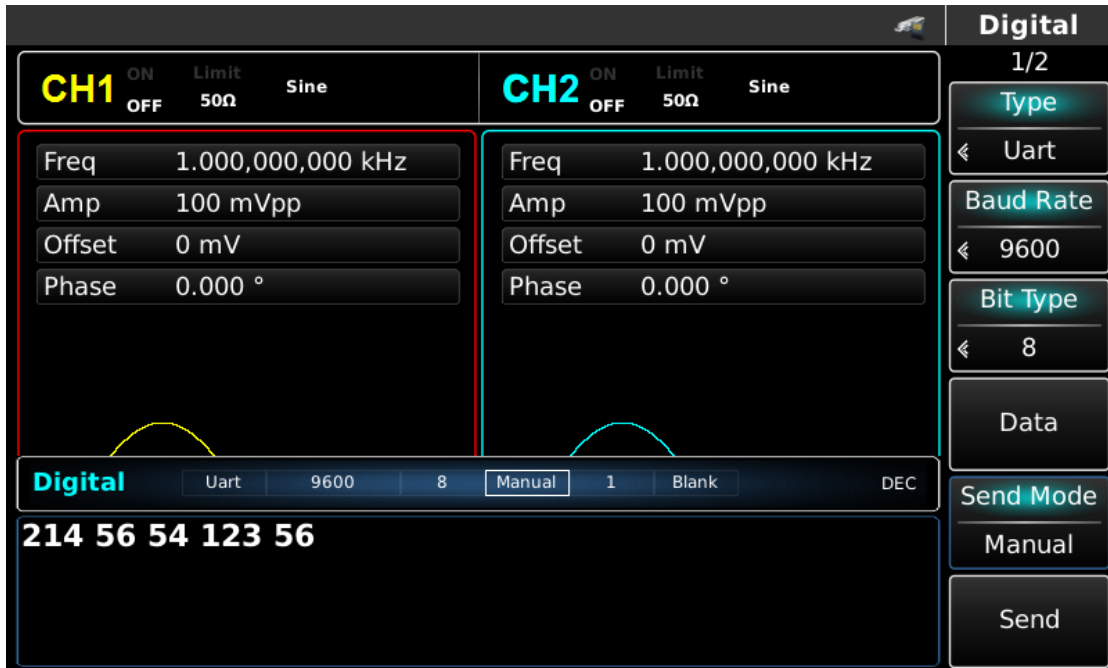 Digital
1/2
CH1 ON OFF Limit 50Ω Sine
CH2 ON OFF Limit 50Ω Sine
Freq 1.000,000,000 kHz
Amp 100 mVpp
Offset 0 mV
Phase 0.000 °
Freq 1.000,000,000 kHz
Amp 100 mVpp
Offset 0 mV
Phase 0.000 °
Digital Uart 9600 8 Manual 1 Blank DEC
214 56 54 123 56
Type
Uart
Baud Rate
9600
Bit Type
8
Data
Send Mode
Manual
Send